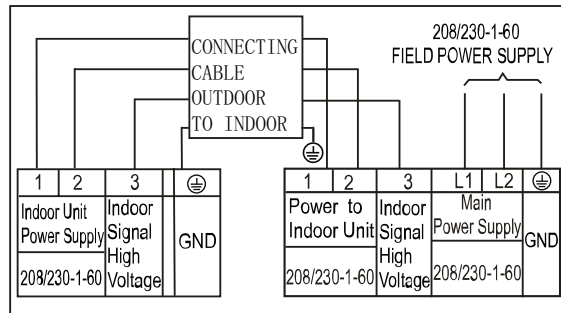 208/230-1-60
FIELD POWER SUPPLY
CONNECTING
CABLE
OUTDOOR
TO INDOOR
1 2 3
Indoor Unit
Power Supply
208/230-1-60
Indoor
Signal
High
Voltage
GND
1 2 3 L1 L2
Power to
Indoor Unit
208/230-1-60
Indoor
Signal
High
Voltage
Main
Power Supply
208/230-1-60
GND